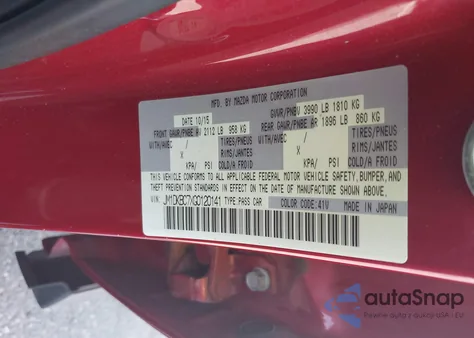 MFD. BY MAZDA MOTOR CORPORATION
DATE 10/15 GVWR/PNBV 3990 LB 1810 KG
FRONT GAWR/PNBE AV 2112 LB 958 KG REAR GAWR/PNBE AR 1896 LB 860 KG
WITH/AVEC / TIRES/PNEUS WITH/AVEC / TIRES/PNEUS
X RIMS/JANTES X RIMS/JANTES
KPA/ PSI COLD/A FROID KPA/ PSI COLD/A FROID
THIS VEHICLE CONFORMS TO ALL APPLICABLE FEDERAL MOTOR VEHICLE SAFETY, BUMPER, AND
THEFT PREVENTION STANDARDS IN EFFECT ON THE DATE OF MANUFACTURE SHOWN ABOVE.
TYPE:PASS CAR COLOR CODE:41V MADE IN JAPAN
autoSnap